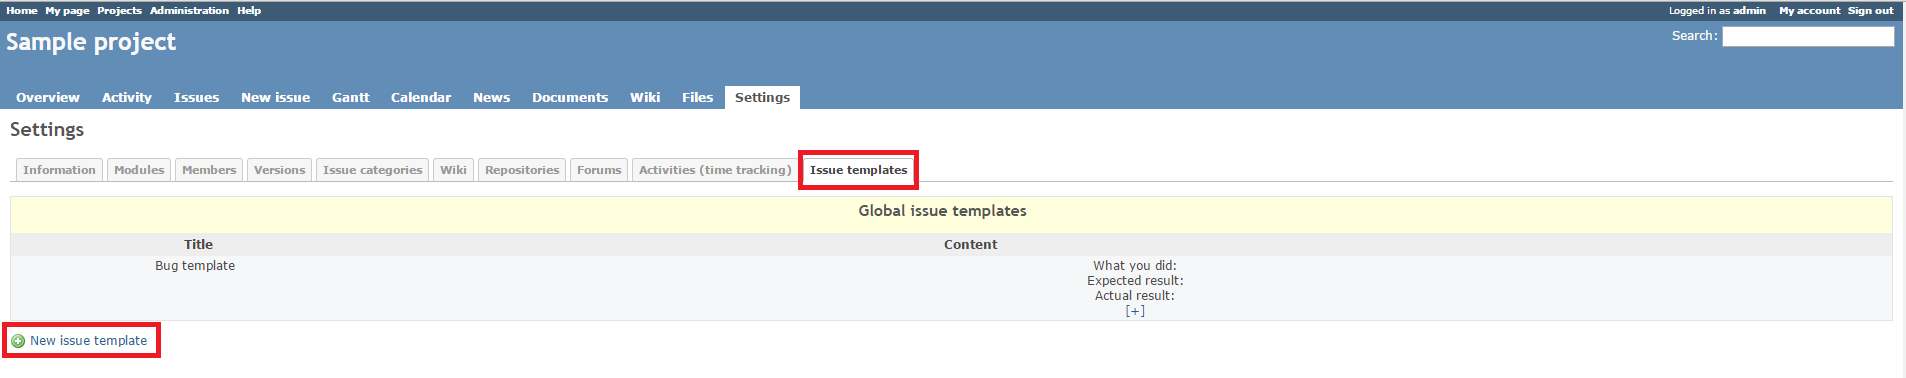 Home My page Projects Administration Help Logged in as admin My account Sign out
Sample project Search:
Overview Activity Issues New issue Gantt Calendar News Documents Wiki Files Settings
Settings
Information Modules Members Versions Issue categories Wiki Repositories Forums Activities (time tracking) Issue templates
Global issue templates
Title Content
Bug template What you did:
Expected result:
Actual result:
[+]
New issue template